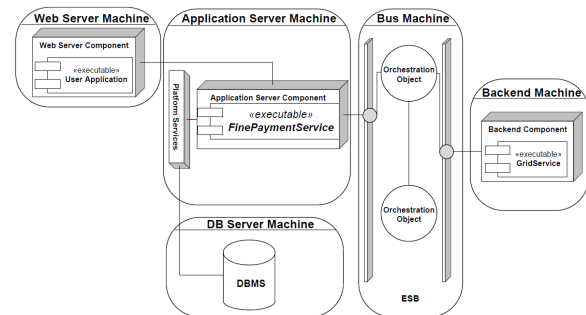 Web Server Machine
Web Server Component
«executable»
User Application
Application Server Machine
Platform Services
Application Server Component
«executable»
FinePaymentService
Bus Machine
Orchestration
Object
Orchestration
Object
ESB
Backend Machine
Backend Component
«executable»
GridService
DB Server Machine
DBMS